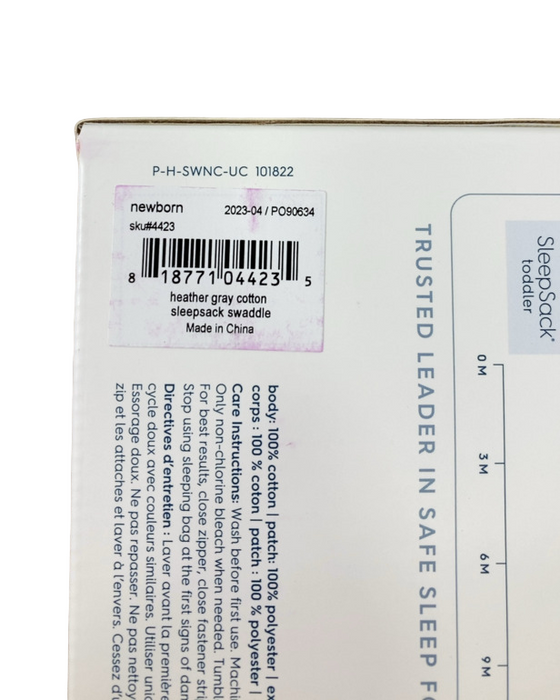 P-H-SWNC-UC 101822
newborn 2023-04 / PO90634
sku#4423
8 18771 04423 5
heather gray cotton
sleepsack swaddle
Made in China
body: 100% cotton | patch: 100% polyester |
corps : 100 % coton | patch : 100 % polyester |
Care Instructions: Wash before first use.
Only non-chlorine bleach when needed.
For best results, close zipper, close fastener
Stop using sleeping bag at the first signs of
Directives d'entretien : Laver avant la première
cycle doux avec couleurs similaires. Utiliser
Essorage doux. Ne pas repasser. Ne pas
zip et les attaches et laver à l'envers. Cessez
TRUSTED LEADER IN SAFE SLEEP
SleepSack®
toddler
0M
3M
6M
9M